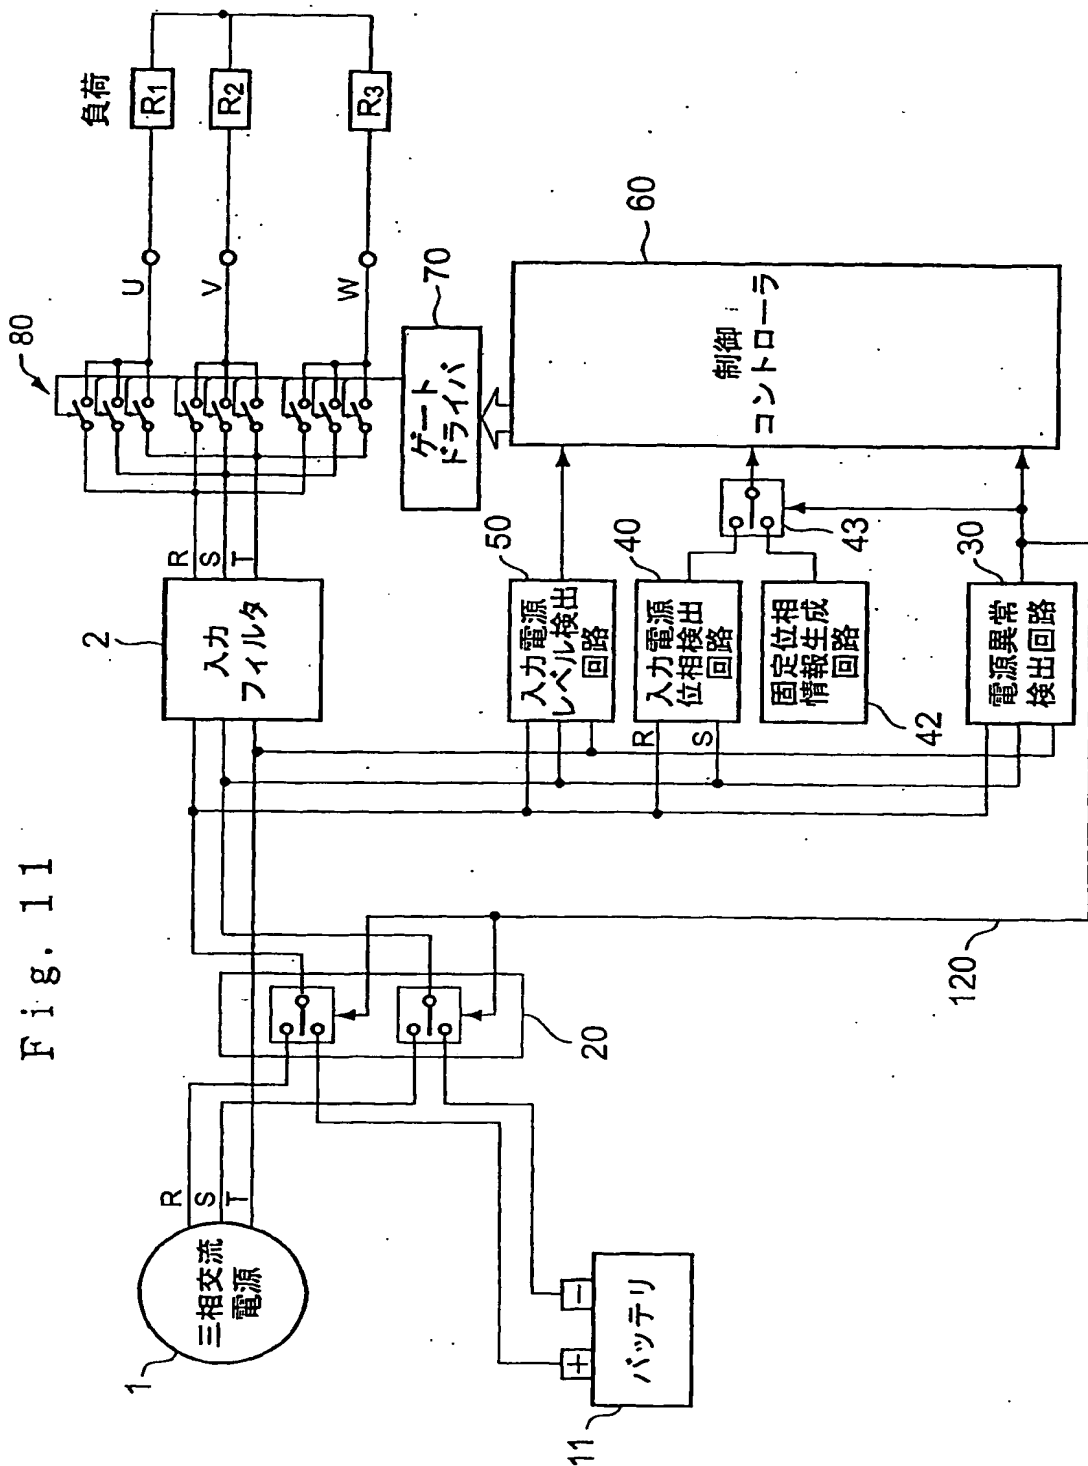 Fig. 11
1
三相交流
電源
R
S
T
11
バッテリ
+
-
20
120
2
入力
フィルタ
R
S
T
80
U
V
W
負荷
R1
R2
R3
70
ゲート
ドライバ
60
制御
コントローラ
50
入力電源
レベル検出
回路
40
入力電源
位相検出
回路
R
S
42
固定位相
情報生成
回路
43
30
電源異常
検出回路